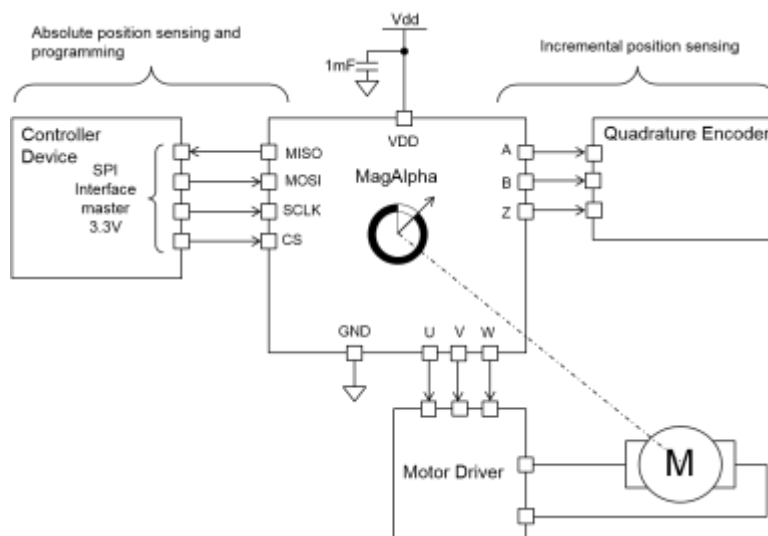 Absolute position sensing and
programming
Vdd
1mF
Incremental position sensing
Controller
Device
SPI
Interface
master
3.3V
MISO
MOSI
SCLK
CS
VDD
MagAlpha
A
B
Z
Quadrature Encoder
GND
U
V
W
Motor Driver
M